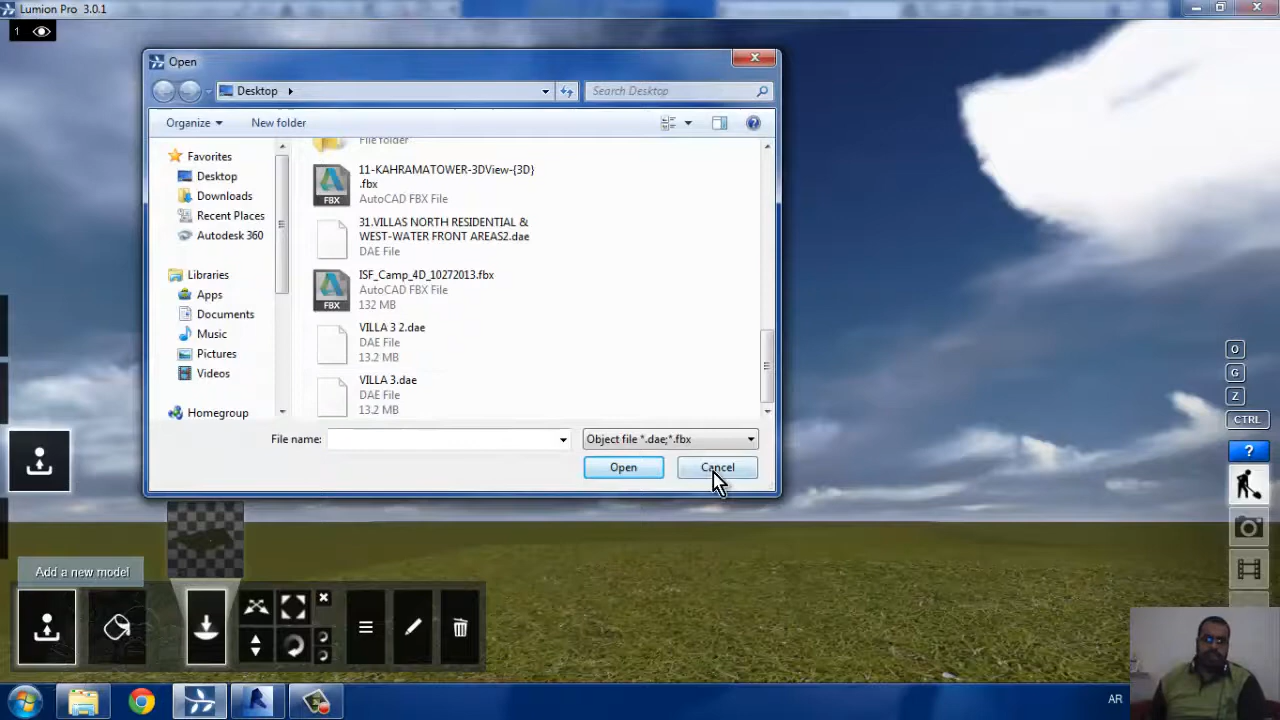 Lumion Pro 3.0.1
1
Open
Desktop
Search Desktop
Organize
New folder
Favorites
Desktop
Downloads
Recent Places
Autodesk 360
Libraries
Apps
Documents
Music
Pictures
Videos
Homegroup
File folder
11-KAHRAMATOWER-3DView-{3D}
.fbx
AutoCAD FBX File
FBX
31.VILLAS NORTH RESIDENTIAL &
WEST-WATER FRONT AREAS2.dae
DAE File
ISF_Camp_4D_10272013.fbx
AutoCAD FBX File
132 MB
FBX
VILLA 3 2.dae
DAE File
13.2 MB
VILLA 3.dae
DAE File
13.2 MB
File name:
Object file *.dae;*.fbx
Open
Cancel
O
G
Z
CTRL
?
Add a new model
AR